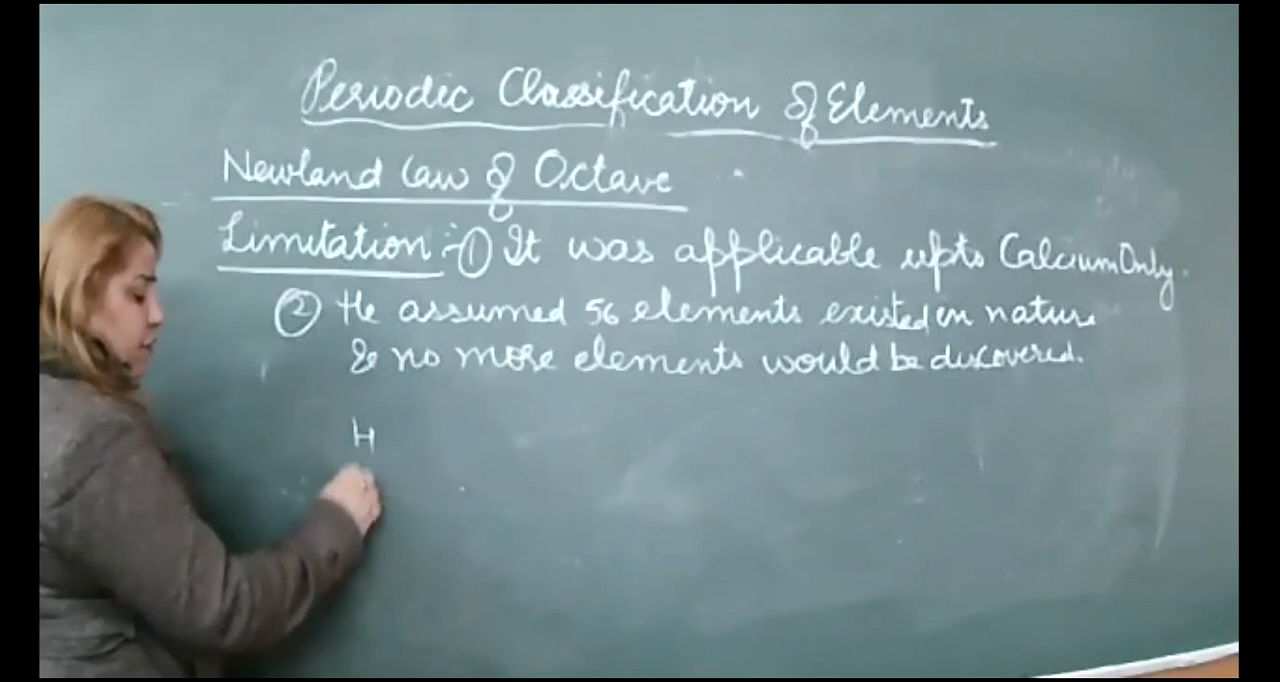 Periodic Classification of Elements
Newland Law of Octave
Limitation :- ① It was applicable upto Calcium Only.
② He assumed 56 elements existed in nature
& no more elements would be discovered.
H